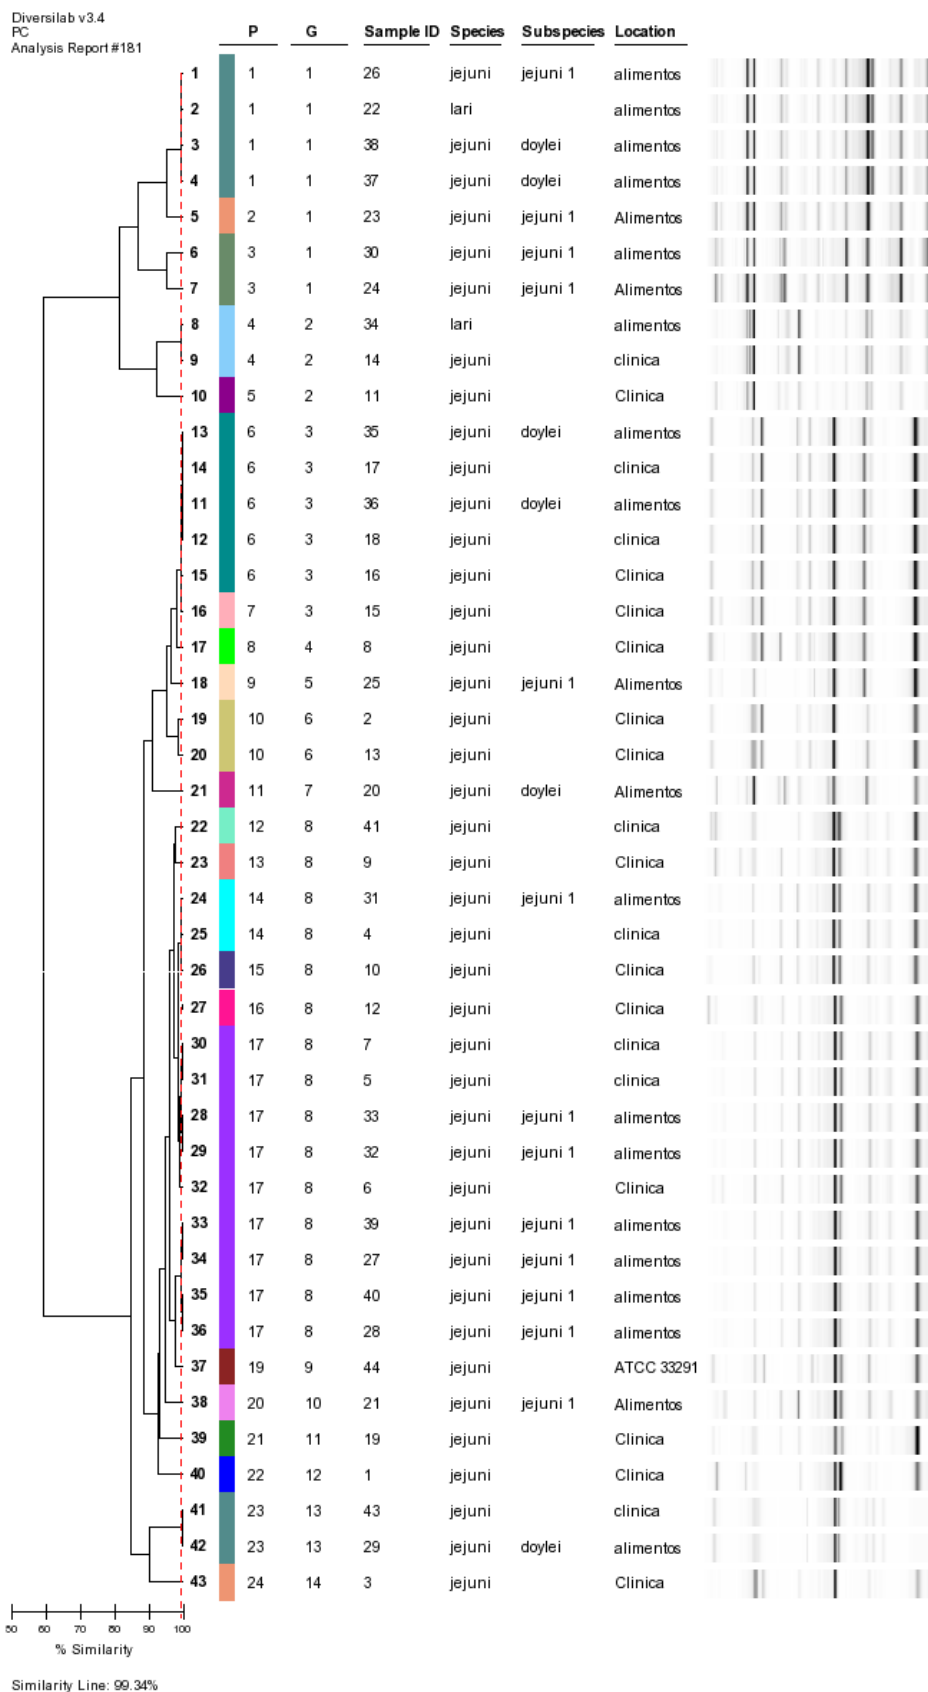 Diversilab v3.4
PC
Analysis Report #181
P G Sample ID Species Subspecies Location
1 1 1 26 jejuni jejuni 1 alimentos
2 1 1 22 lari alimentos
3 1 1 38 jejuni doylei alimentos
4 1 1 37 jejuni doylei alimentos
5 2 1 23 jejuni jejuni 1 Alimentos
6 3 1 30 jejuni jejuni 1 alimentos
7 3 1 24 jejuni jejuni 1 Alimentos
8 4 2 34 lari alimentos
9 4 2 14 jejuni clinica
10 5 2 11 jejuni Clinica
13 6 3 35 jejuni doylei alimentos
14 6 3 17 jejuni clinica
11 6 3 36 jejuni doylei alimentos
12 6 3 18 jejuni clinica
15 6 3 16 jejuni Clinica
16 7 3 15 jejuni Clinica
17 8 4 8 jejuni Clinica
18 9 5 25 jejuni jejuni 1 Alimentos
19 10 6 2 jejuni Clinica
20 10 6 13 jejuni Clinica
21 11 7 20 jejuni doylei Alimentos
22 12 8 41 jejuni clinica
23 13 8 9 jejuni Clinica
24 14 8 31 jejuni jejuni 1 alimentos
25 14 8 4 jejuni clinica
26 15 8 10 jejuni Clinica
27 16 8 12 jejuni Clinica
30 17 8 7 jejuni clinica
31 17 8 5 jejuni clinica
28 17 8 33 jejuni jejuni 1 alimentos
29 17 8 32 jejuni jejuni 1 alimentos
32 17 8 6 jejuni Clinica
33 17 8 39 jejuni jejuni 1 alimentos
34 17 8 27 jejuni jejuni 1 alimentos
35 17 8 40 jejuni jejuni 1 alimentos
36 17 8 28 jejuni jejuni 1 alimentos
37 19 9 44 jejuni ATCC 33291
38 20 10 21 jejuni jejuni 1 Alimentos
39 21 11 19 jejuni Clinica
40 22 12 1 jejuni Clinica
41 23 13 43 jejuni clinica
42 23 13 29 jejuni doylei alimentos
43 24 14 3 jejuni Clinica
50 60 70 80 90 100
% Similarity
Similarity Line: 99.34%